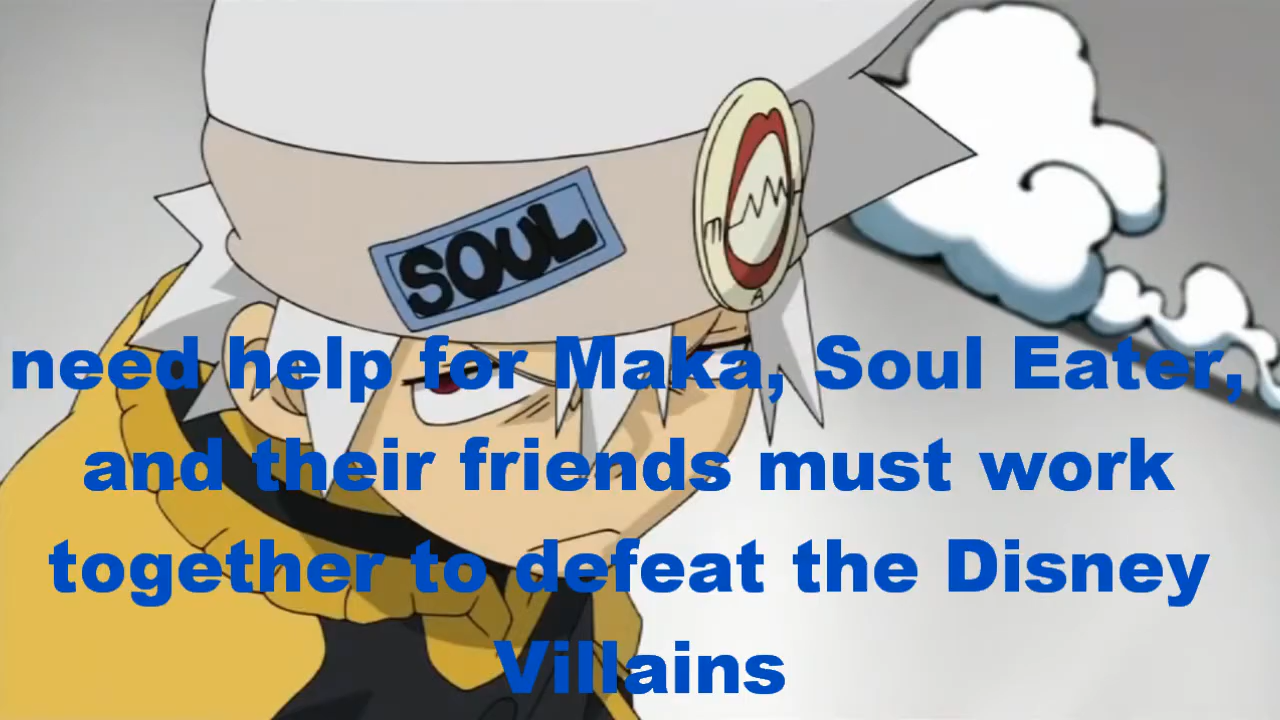 SOUL
need help for Maka, Soul Eater,
and their friends must work
together to defeat the Disney
Villains